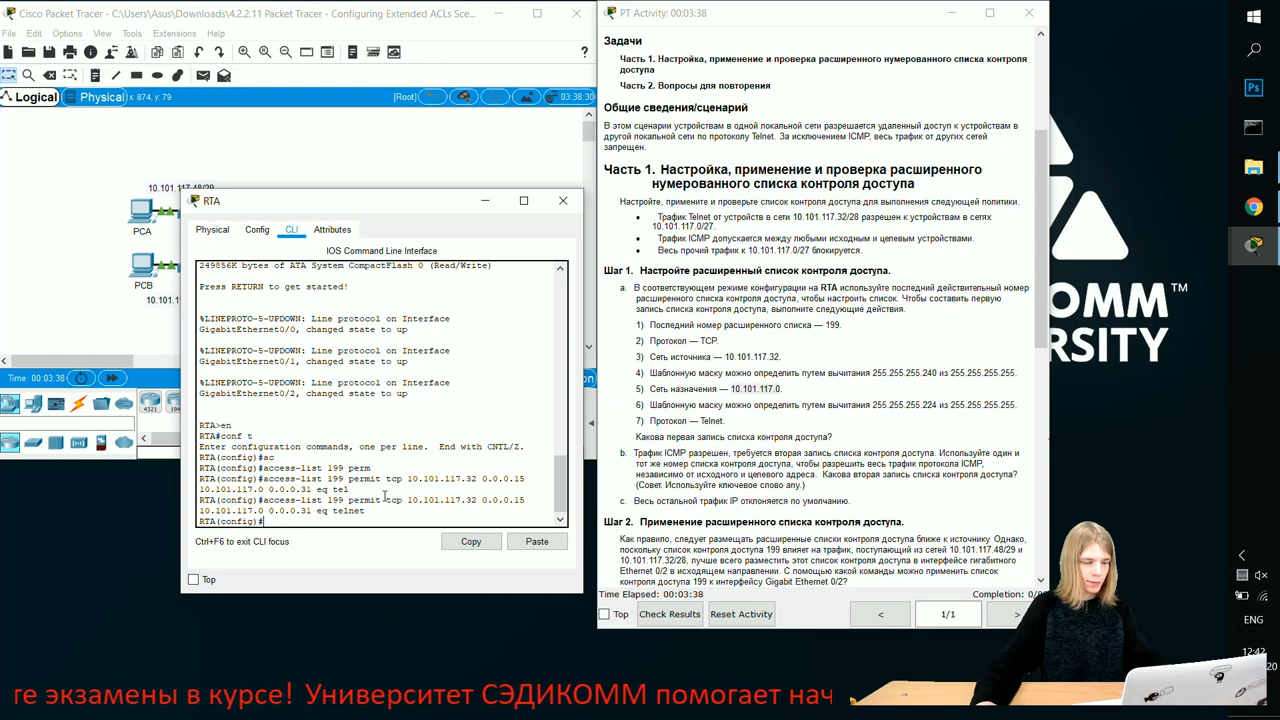 Cisco Packet Tracer - C:\Users\Asus\Downloads\4.2.2.11 Packet Tracer - Configuring Extended ACLs Sce...
File Edit Options View Tools Extensions Help
Logical Physical x: 874, y: 79 [Root] 03:38:30
10.101.117.48/29
PCA
PCB
Time: 00:03:38
4321
RTA
Physical Config CLI Attributes
IOS Command Line Interface
249856K bytes of ATA System CompactFlash 0 (Read/Write)
Press RETURN to get started!
%LINEPROTO-5-UPDOWN: Line protocol on Interface
GigabitEthernet0/0, changed state to up
%LINEPROTO-5-UPDOWN: Line protocol on Interface
GigabitEthernet0/1, changed state to up
%LINEPROTO-5-UPDOWN: Line protocol on Interface
GigabitEthernet0/2, changed state to up
RTA>en
RTA#conf t
Enter configuration commands, one per line. End with CNTL/Z.
RTA(config)#ac
RTA(config)#access-list 199 perm
RTA(config)#access-list 199 permit tcp 10.101.117.32 0.0.0.15
10.101.117.0 0.0.0.31 eq tel
RTA(config)#access-list 199 permit tcp 10.101.117.32 0.0.0.15
10.101.117.0 0.0.0.31 eq telnet
RTA(config)#
Ctrl+F6 to exit CLI focus
Copy Paste
Top
PT Activity: 00:03:38
Задачи
Часть 1. Настройка, применение и проверка расширенного нумерованного списка контроля
доступа
Часть 2. Вопросы для повторения
Общие сведения/сценарий
В этом сценарии устройствам в одной локальной сети разрешается удаленный доступ к устройствам в
другой локальной сети по протоколу Telnet. За исключением ICMP, весь трафик от других сетей
запрещен.
Часть 1. Настройка, применение и проверка расширенного
нумерованного списка контроля доступа
Настройте, примените и проверьте список контроля доступа для выполнения следующей политики.
• Трафик Telnet от устройств в сети 10.101.117.32/28 разрешен к устройствам в сетях
10.101.117.0/27.
• Трафик ICMP допускается между любыми исходным и целевым устройствами.
• Весь прочий трафик к 10.101.117.0/27 блокируется.
Шаг 1. Настройте расширенный список контроля доступа.
a. В соответствующем режиме конфигурации на RTA используйте последний действительный номер
расширенного списка контроля доступа, чтобы настроить список. Чтобы составить первую
запись списка контроля доступа, выполните следующие действия.
1) Последний номер расширенного списка — 199.
2) Протокол — TCP.
3) Сеть источника — 10.101.117.32.
4) Шаблонную маску можно определить путем вычитания 255.255.255.240 из 255.255.255.255.
5) Сеть назначения — 10.101.117.0.
6) Шаблонную маску можно определить путем вычитания 255.255.255.224 из 255.255.255.255.
7) Протокол — Telnet.
Какова первая запись списка контроля доступа?
b. Трафик ICMP разрешен, требуется вторая запись списка контроля доступа. Используйте один и
тот же номер списка контроля доступа, чтобы разрешить весь трафик протокола ICMP,
независимо от исходного и целевого адреса. Какова вторая запись списка контроля доступа?
(Совет. Используйте ключевое слово any.)
c. Весь остальной трафик IP отклоняется по умолчанию.
Шаг 2. Применение расширенного списка контроля доступа.
Как правило, следует размещать расширенные списки контроля доступа ближе к источнику. Однако,
поскольку список контроля доступа 199 влияет на трафик, поступающий из сетей 10.101.117.48/29 и
10.101.117.32/28, лучше всего разместить этот список контроля доступа в интерфейсе гигабитного
Ethernet 0/2 в исходящем направлении. С помощью какой команды можно применить список
контроля доступа 199 к интерфейсу Gigabit Ethernet 0/2?
Time Elapsed: 00:03:38
Top Check Results Reset Activity < 1/1 >
ENG
12:42
те экзамены в курсе! Университет СЭДИКОММ помогает нач